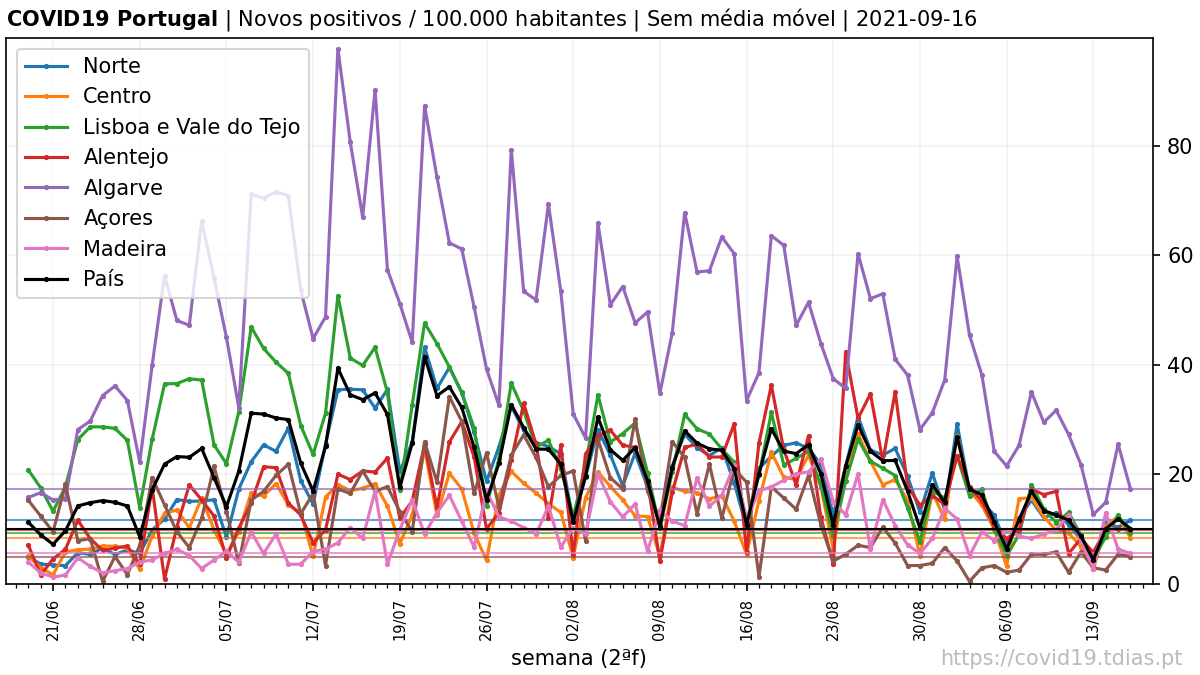 COVID19 Portugal | Novos positivos / 100.000 habitantes | Sem média móvel | 2021-09-16
Norte
Centro
Lisboa e Vale do Tejo
Alentejo
Algarve
Açores
Madeira
País
80
60
40
20
0
21/06 28/06 05/07 12/07 19/07 26/07 02/08 09/08 16/08 23/08 30/08 06/09 13/09
semana (2ªf)
https://covid19.tdias.pt